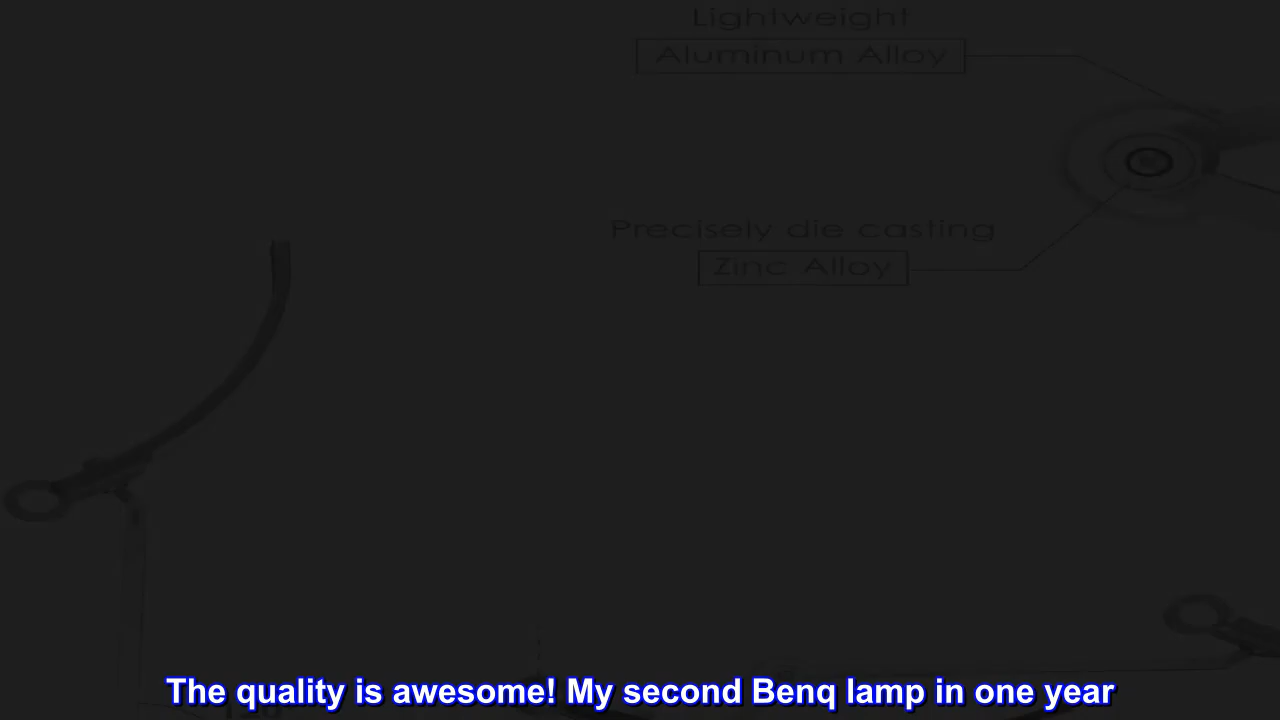 Lightweight
Aluminum Alloy
Precisely die casting
Zinc Alloy
The quality is awesome! My second Benq lamp in one year